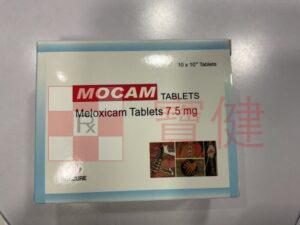 10 x 10' Tablets
MOCAM TABLETS
Meloxicam Tablets 7.5 mg
Rx
寶健